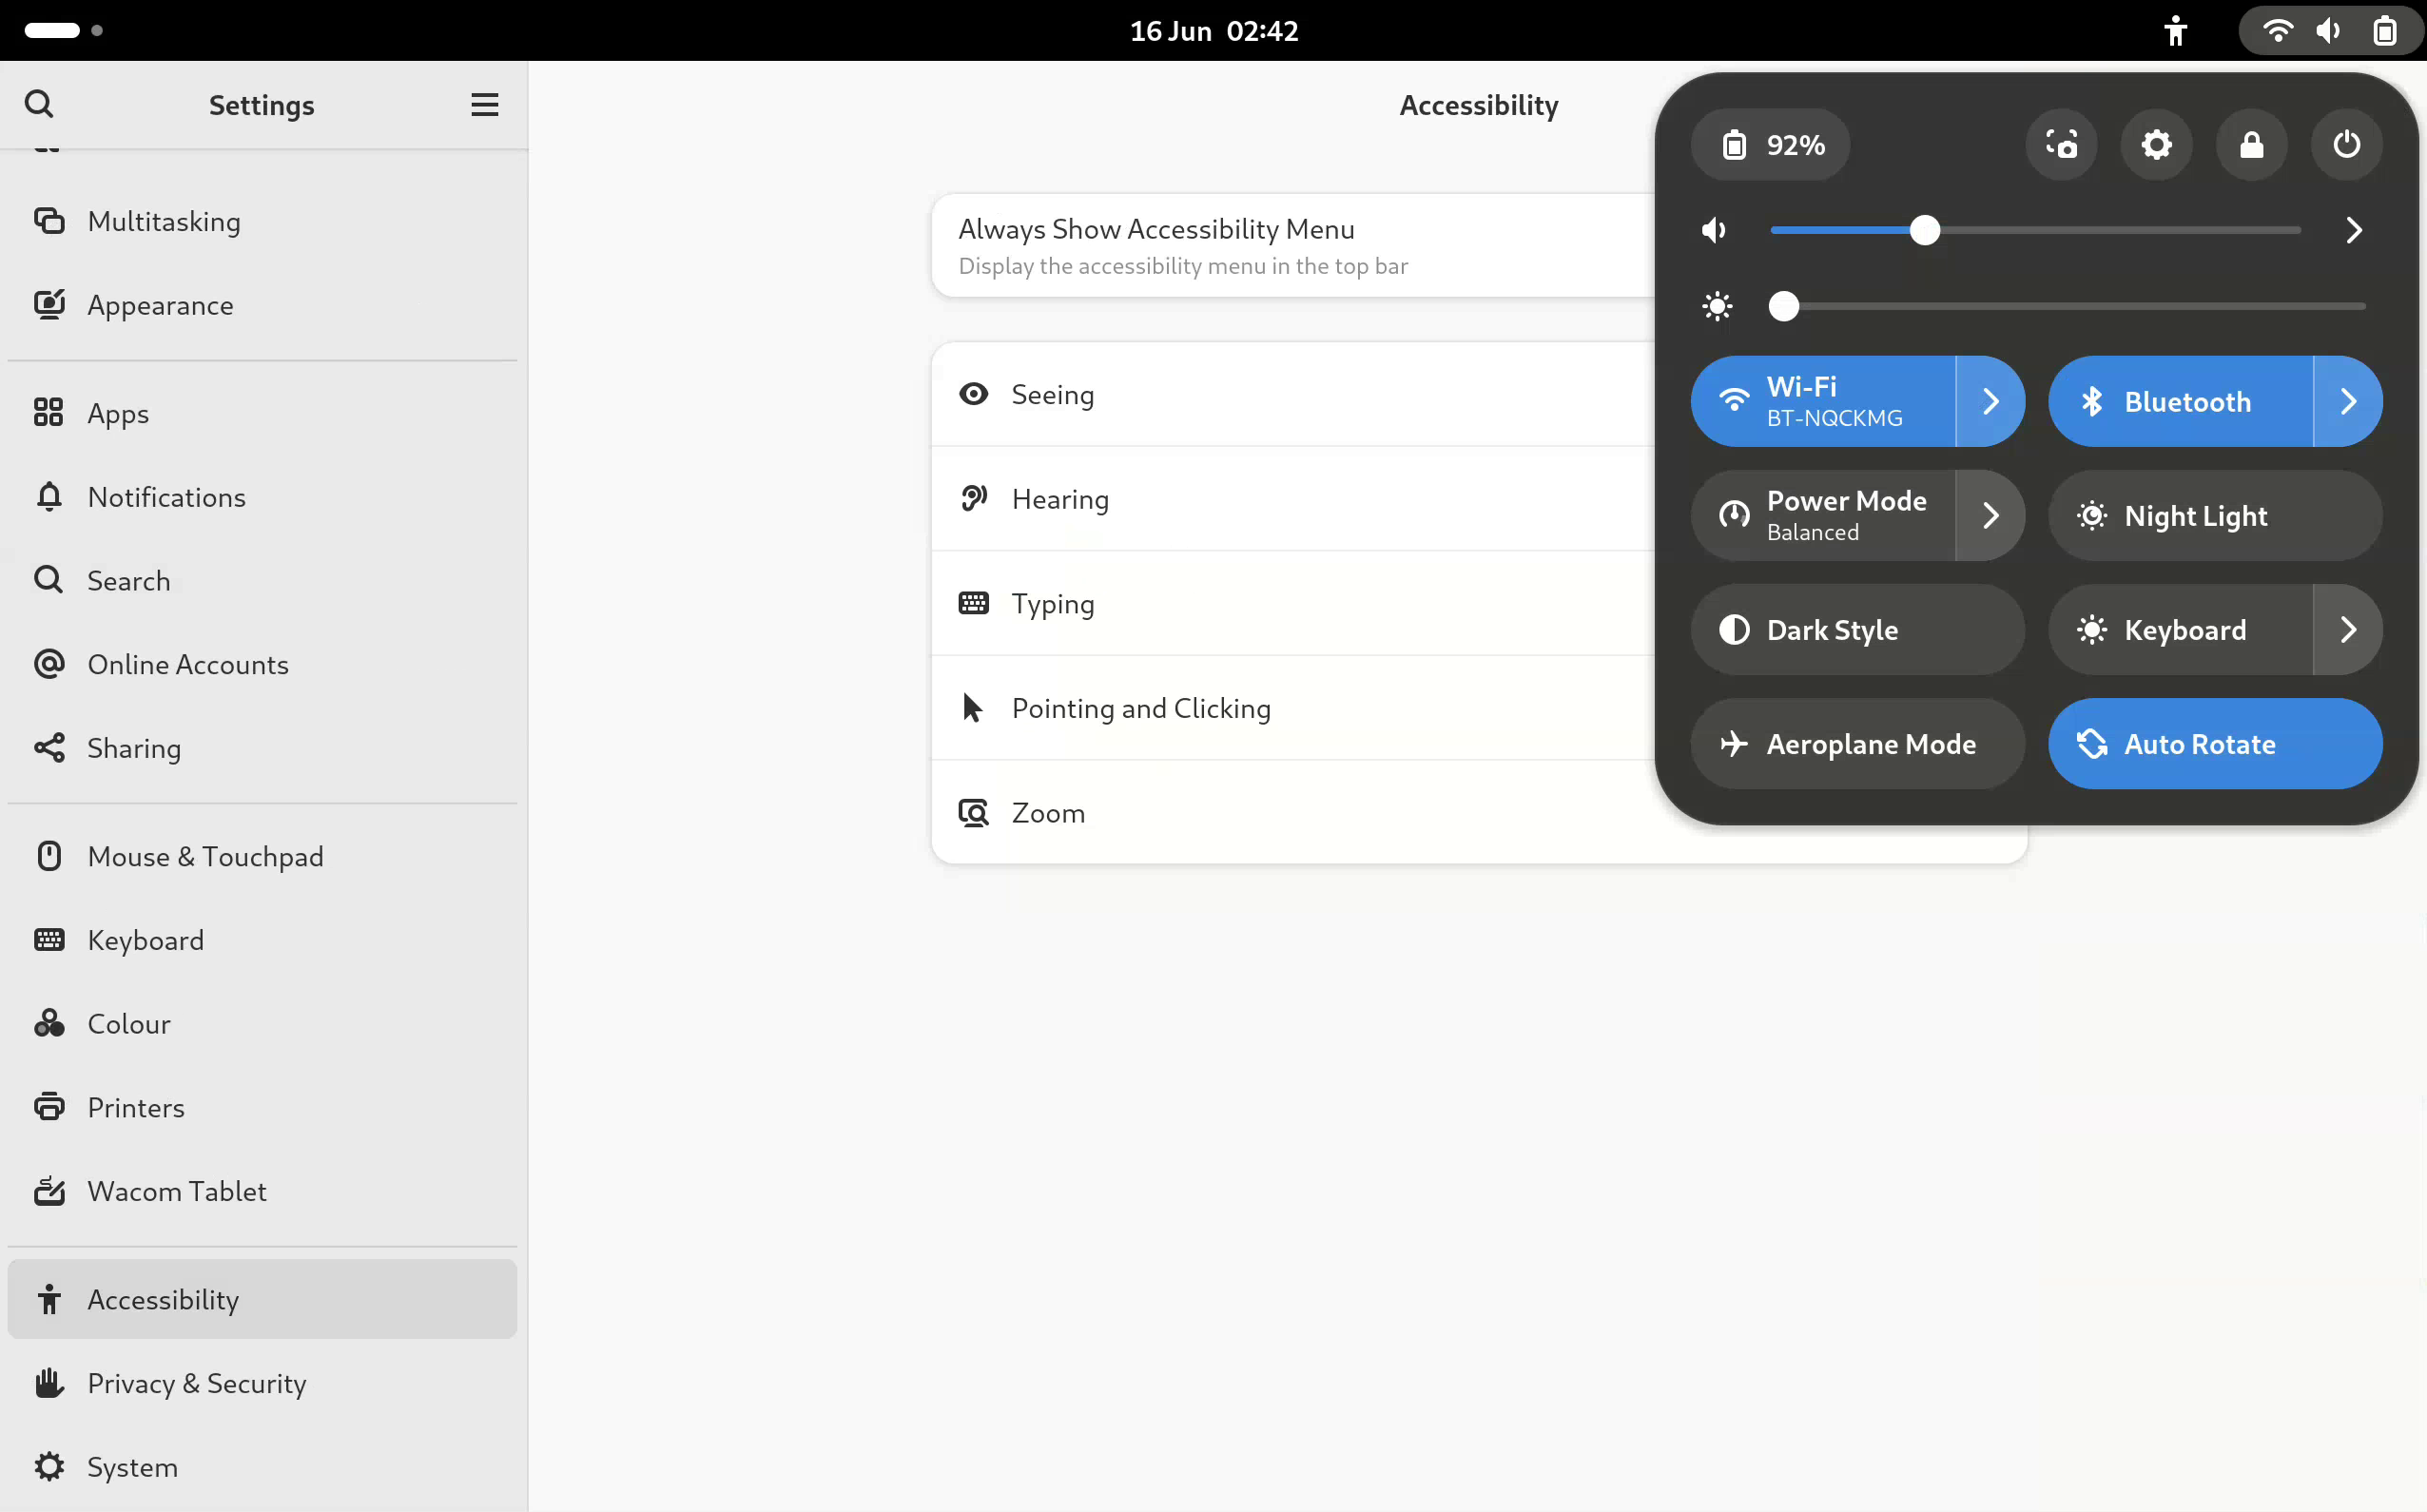 16 Jun 02:42
Settings
Multitasking
Appearance
Apps
Notifications
Search
Online Accounts
Sharing
Mouse & Touchpad
Keyboard
Colour
Printers
Wacom Tablet
Accessibility
Privacy & Security
System
Accessibility
Always Show Accessibility Menu
Display the accessibility menu in the top bar
Seeing
Hearing
Typing
Pointing and Clicking
Zoom
92%
Wi-Fi
BT-NQCKMG
Bluetooth
Power Mode
Balanced
Night Light
Dark Style
Keyboard
Aeroplane Mode
Auto Rotate